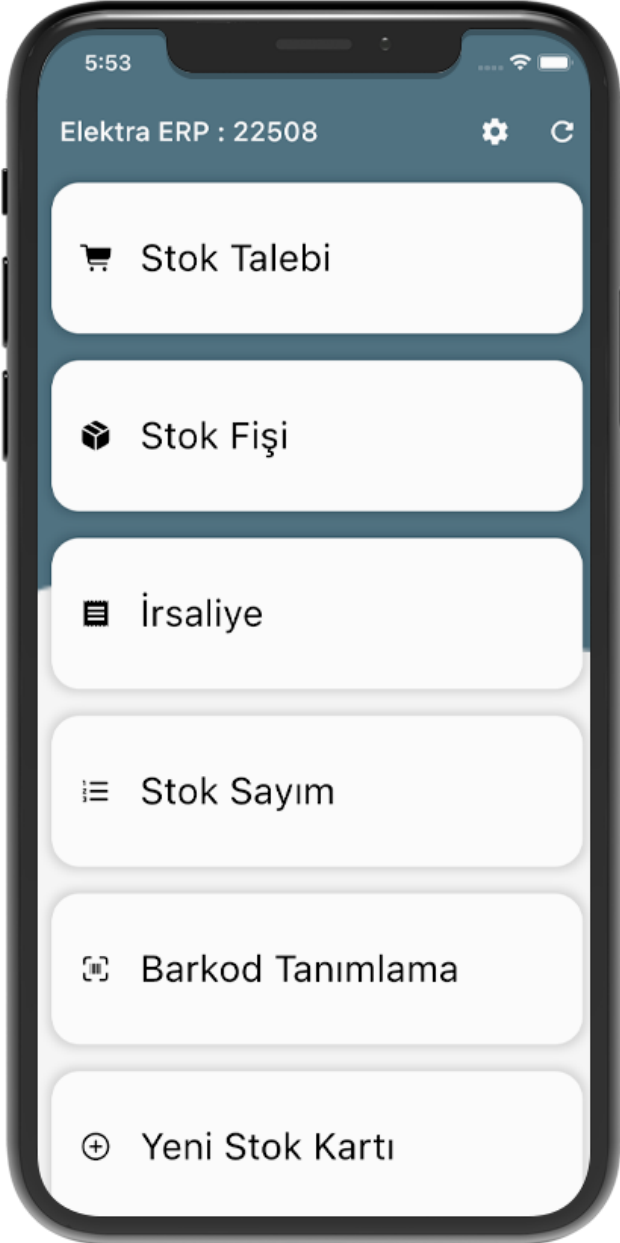 5:53
Elektra ERP : 22508
Stok Talebi
Stok Fişi
İrsaliye
Stok Sayım
Barkod Tanımlama
Yeni Stok Kartı